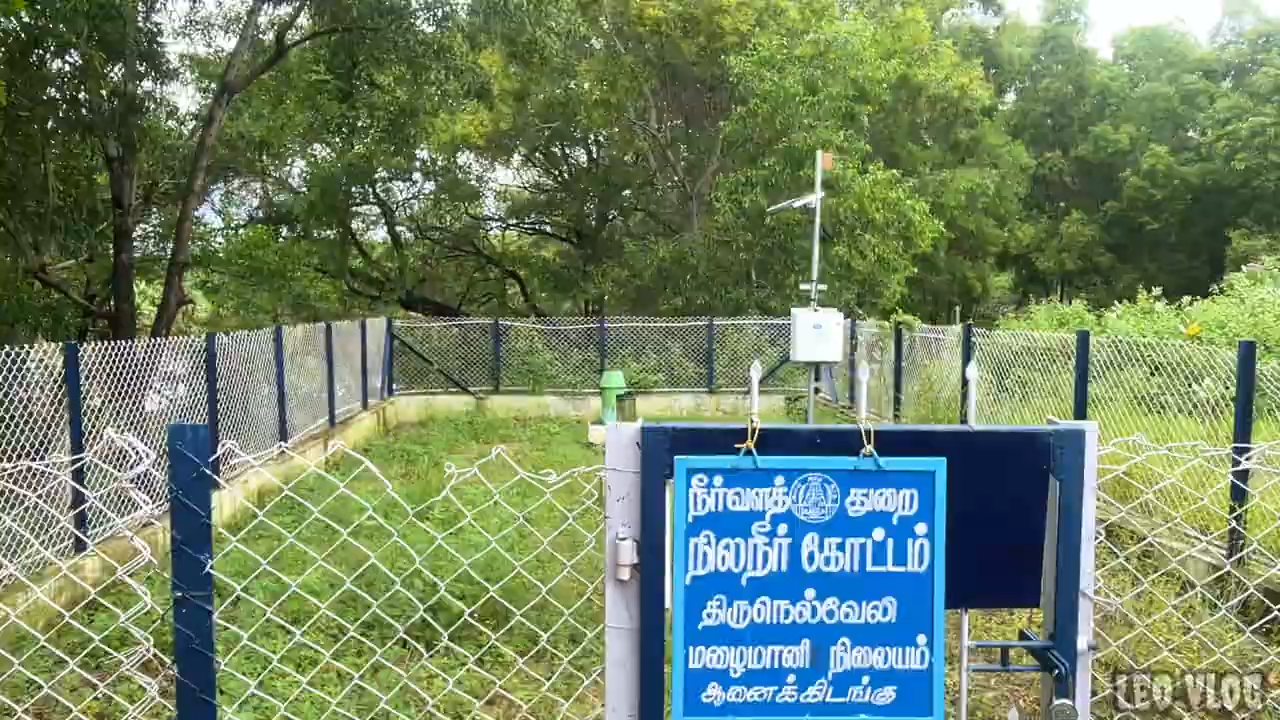 நீர்வளத் துறை
நிலநீர் கோட்டம்
திருநெல்வேலி
மழைமானி நிலையம்
ஆனைக்கிடங்கு
LEO VLOG